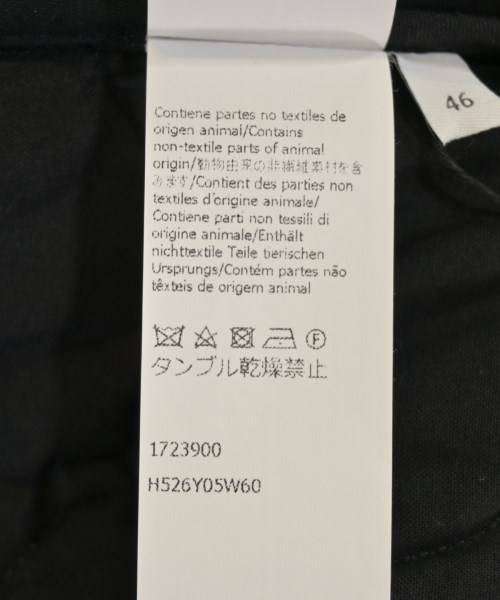 Contiene partes no textiles de
origen animal/Contains
non-textile parts of animal
origin/動物由来の非繊維素材を含
みます/Contient des parties non
textiles d'origine animale/
Contiene parti non tessili di
origine animale/Enthält
nichttextile Teile tierischen
Ursprungs/Contém partes não
têxteis de origem animal
F
タンブル乾燥禁止
1723900
H526Y05W60
46